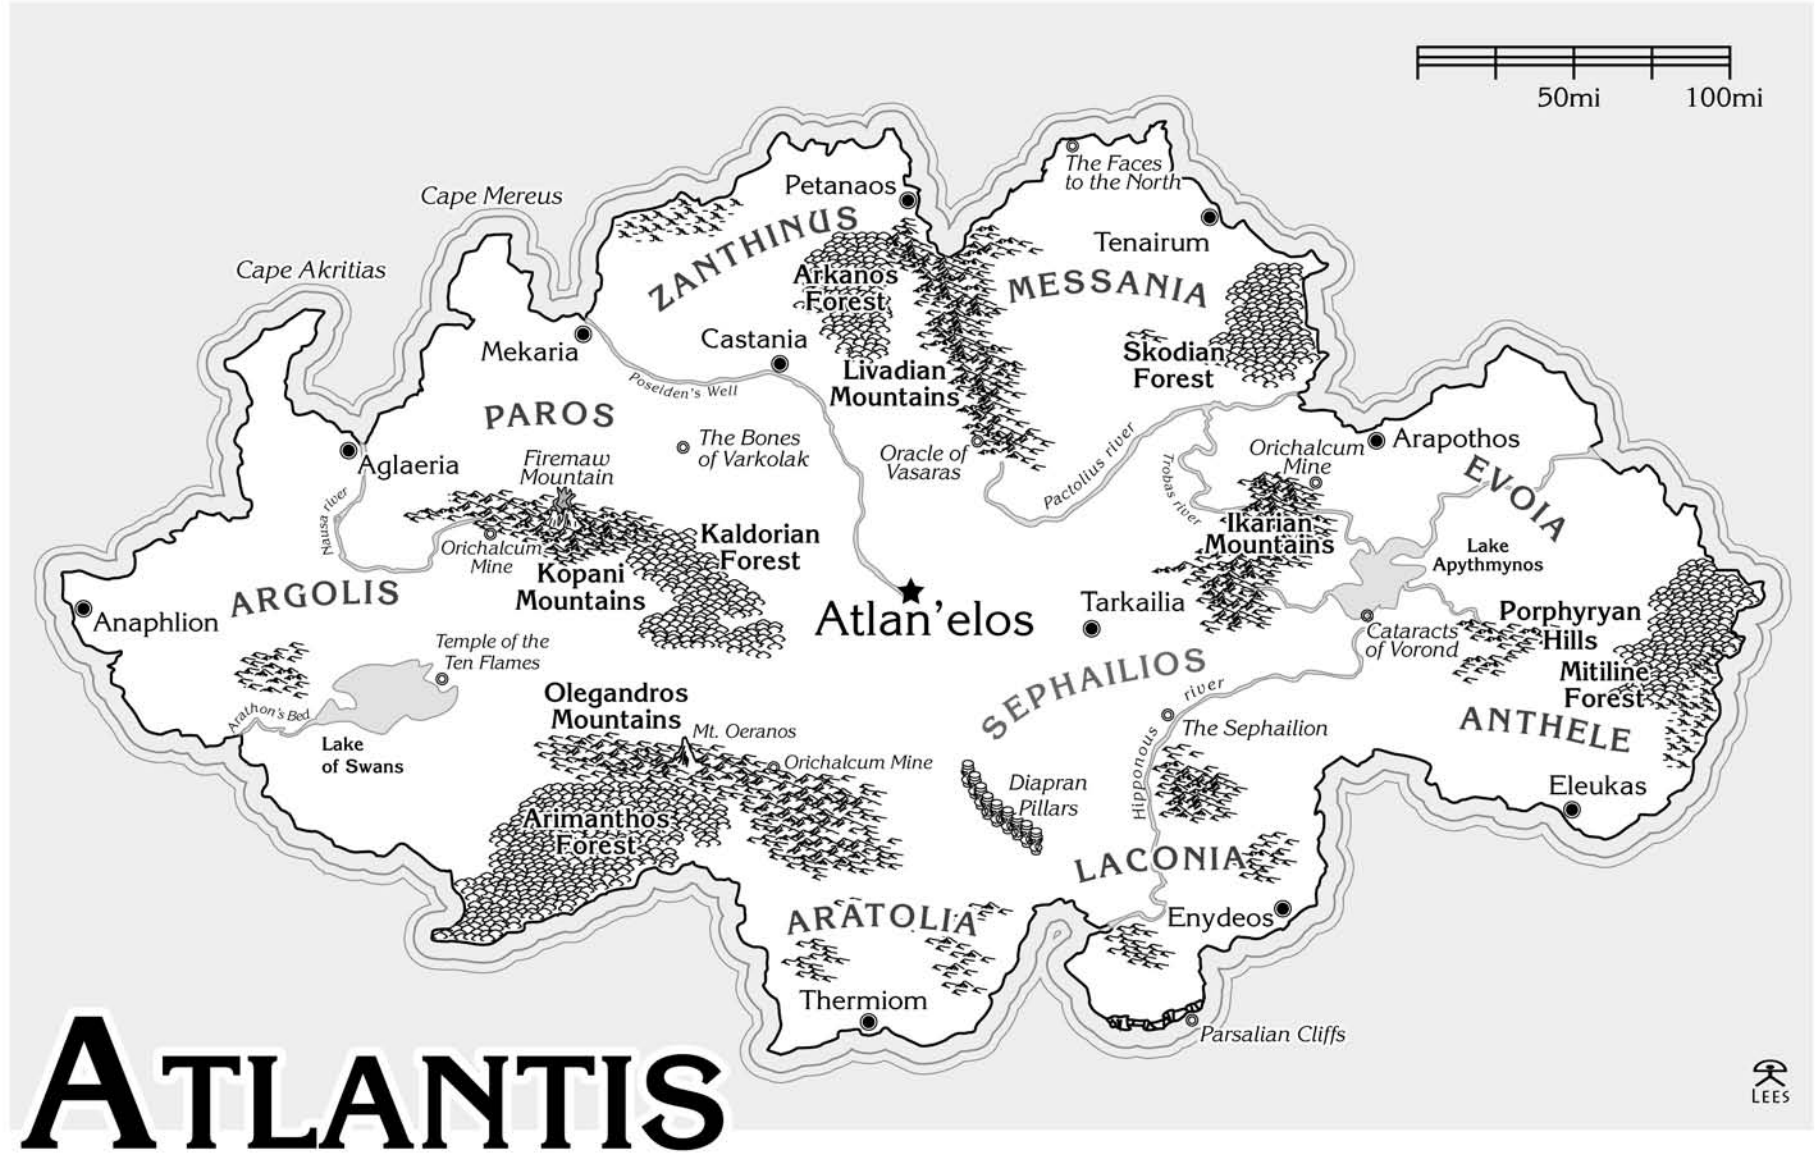 50mi 100mi
The Faces
to the North
Petanaos
Cape Mereus
ZANTHINUS
Tenairum
Cape Akritias
Arkanos
Forest
MESSANIA
Mekaria
Castania
Skodian
Forest
Poseiden's Well
Livadian
Mountains
PAROS
The Bones
of Varkolak
Oracle of
Vasaras
Pactolius river
Trobas river
Orichalcum
Mine
Arapothos
EVOIA
Aglaeria
Firemaw
Mountain
Nausa river
Orichalcum
Mine
Kopani
Mountains
Kaldorian
Forest
Ikarian
Mountains
Lake
Apythmynos
ARGOLIS
Anaphlion
Atlan'elos
Tarkailia
Cataracts
of Vorond
Porphyryan
Hills
Mitiline
Forest
Temple of the
Ten Flames
SEPHAILIOS
Arathon's Bed
Lake
of Swans
Olegandros
Mountains
Mt. Oeranos
Orichalcum Mine
Hipponous river
The Sephailion
ANTHELE
Diapran
Pillars
Eleukas
Arimanthos
Forest
LACONIA
ARATOLIA
Enydeos
Thermiom
Parsalian Cliffs
ATLANTIS
LEES